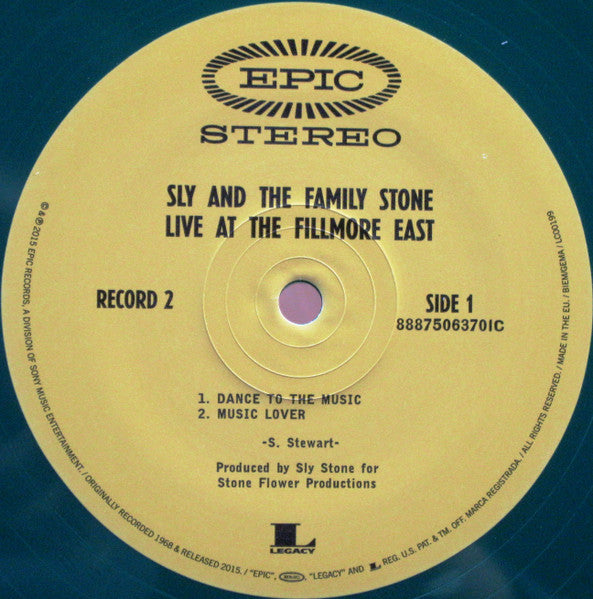 EPIC
STEREO
SLY AND THE FAMILY STONE
LIVE AT THE FILLMORE EAST
RECORD 2
SIDE 1
88875063701C
1. DANCE TO THE MUSIC
2. MUSIC LOVER
-S. Stewart-
Produced by Sly Stone for
Stone Flower Productions
L
LEGACY
© & ℗ 2015 EPIC RECORDS, A DIVISION OF SONY MUSIC ENTERTAINMENT. / ORIGINALLY RECORDED 1968 & RELEASED 2015. / "EPIC", EPIC, "LEGACY" AND L REG. U.S. PAT. & TM. OFF. MARCA REGISTRADA. / ALL RIGHTS RESERVED. / MADE IN THE EU. / BIEM/GEMA / LC00199